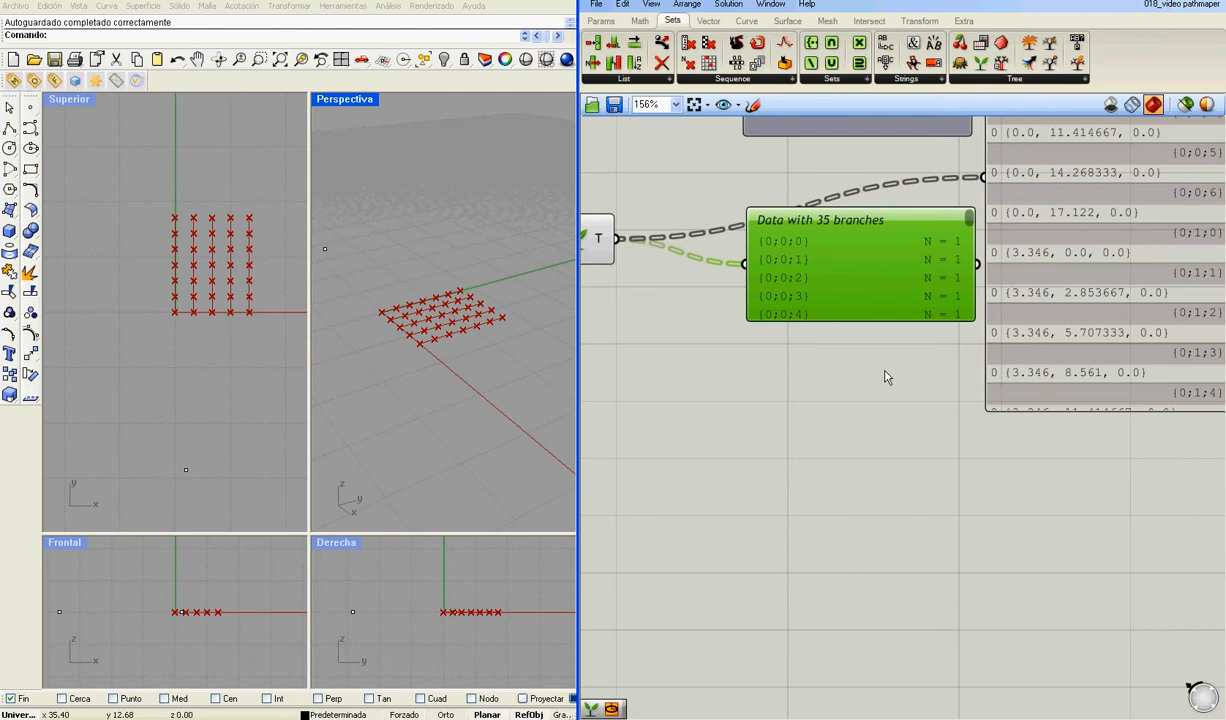 Archivo Edición Vista Curva Superficie Sólido Malla Acotación Transformar Herramientas Análisis Renderizado Ayuda
Autoguardado completado correctamente
Comando:
Superior
Perspectiva
y
x
z
y
x
Frontal
Derecha
z
x
z
y
Fin Cerca Punto Med Cen Int Perp Tan Cuad Nodo Proyectar
Univer... x 35.40 y 12.68 z 0.00 Predeterminada Forzado Orto Planar RefObj Gra...
File Edit View Arrange Solution Window Help 018_video pathmaper
Params Math Sets Vector Curve Surface Mesh Intersect Transform Extra
List Sequence Sets Strings Tree
156%
T
Data with 35 branches
{0;0;0} N = 1
{0;0;1} N = 1
{0;0;2} N = 1
{0;0;3} N = 1
{0;0;4} N = 1
0 {0.0, 11.414667, 0.0}
{0;0;5}
0 {0.0, 14.268333, 0.0}
{0;0;6}
0 {0.0, 17.122, 0.0}
{0;1;0}
0 {3.346, 0.0, 0.0}
{0;1;1}
0 {3.346, 2.853667, 0.0}
{0;1;2}
0 {3.346, 5.707333, 0.0}
{0;1;3}
0 {3.346, 8.561, 0.0}
{0;1;4}